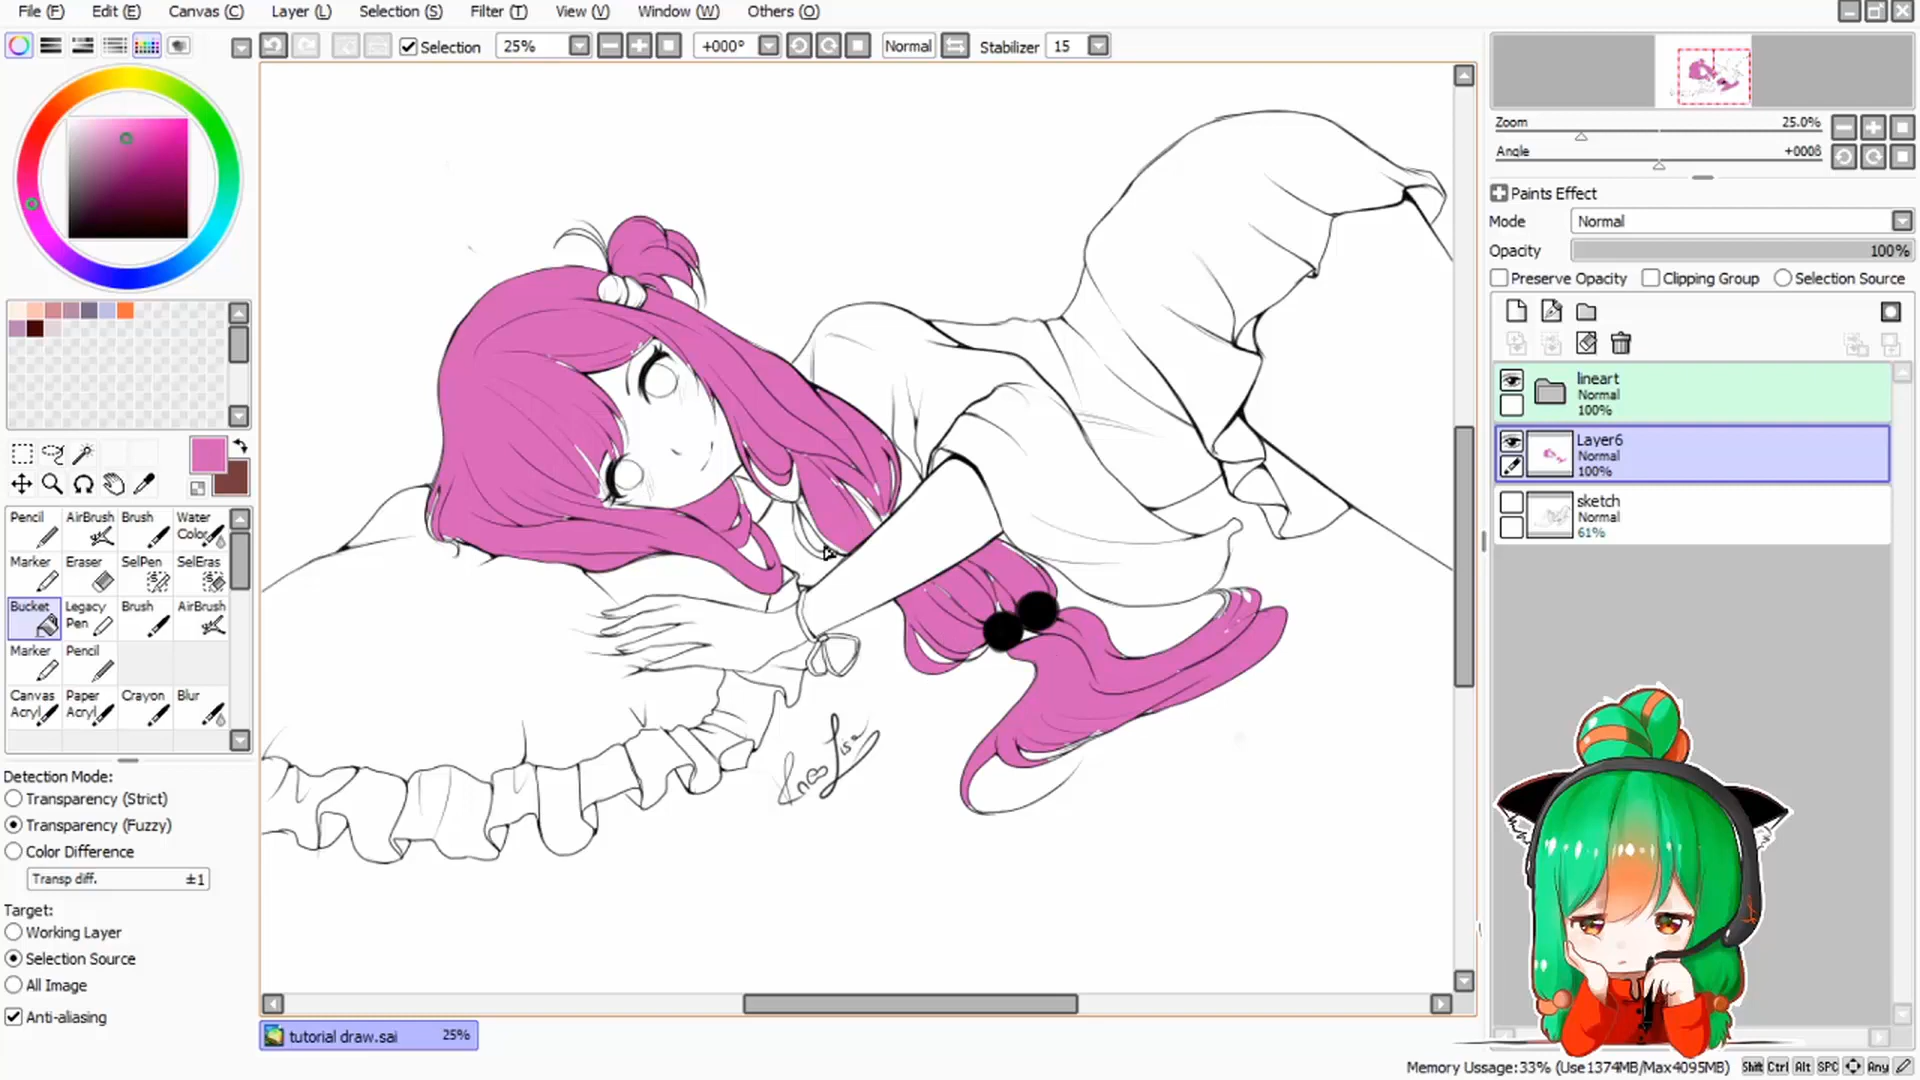 File (F) Edit (E) Canvas (C) Layer (L) Selection (S) Filter (T) View (V) Window (W) Others (O)
Selection 25% +000° Normal Stabilizer 15
Zoom 25.0%
Angle +000ß
Paints Effect
Mode Normal
Opacity 100%
Preserve Opacity Clipping Group Selection Source
lineart
Normal
100%
Layer6
Normal
100%
sketch
Normal
61%
Pencil AirBrush Brush Water Color
Marker Eraser SelPen SelEras
Bucket Legacy Pen Brush AirBrush
Marker Pencil
Canvas Acryl Paper Acryl Crayon Blur
Detection Mode:
Transparency (Strict)
Transparency (Fuzzy)
Color Difference
Transp diff. ±1
Target:
Working Layer
Selection Source
All Image
Anti-aliasing
tutorial draw.sai 25%
Memory Ussage:33% (Use1374MB/Max4095MB) Shift Ctrl Alt SPC Any